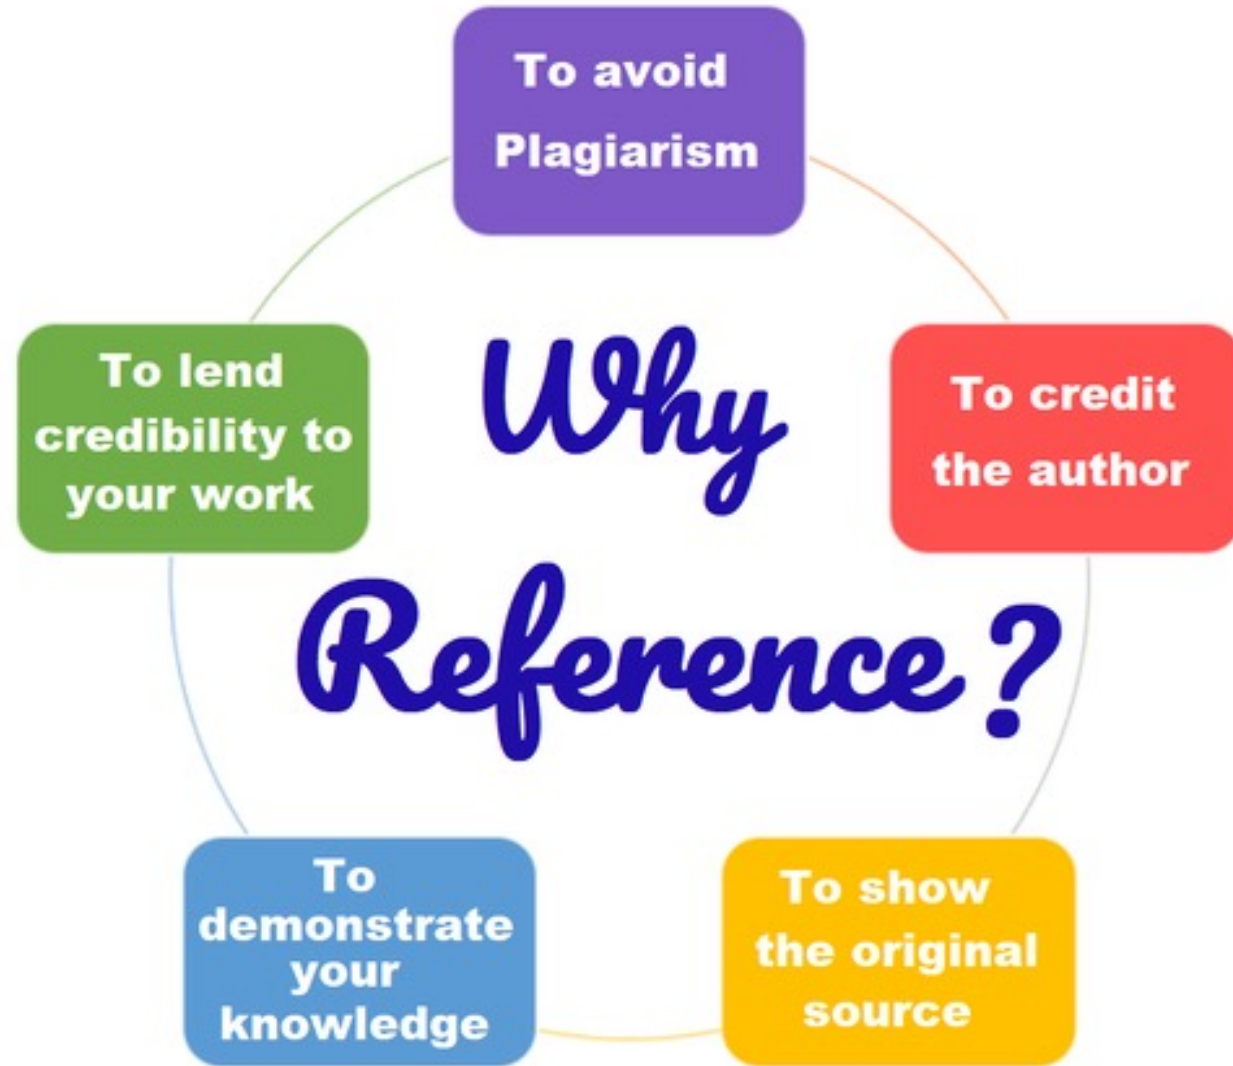 To avoid
Plagiarism
To lend
credibility to
your work
Why
Reference?
To credit
the author
To
demonstrate
your
knowledge
To show
the original
source